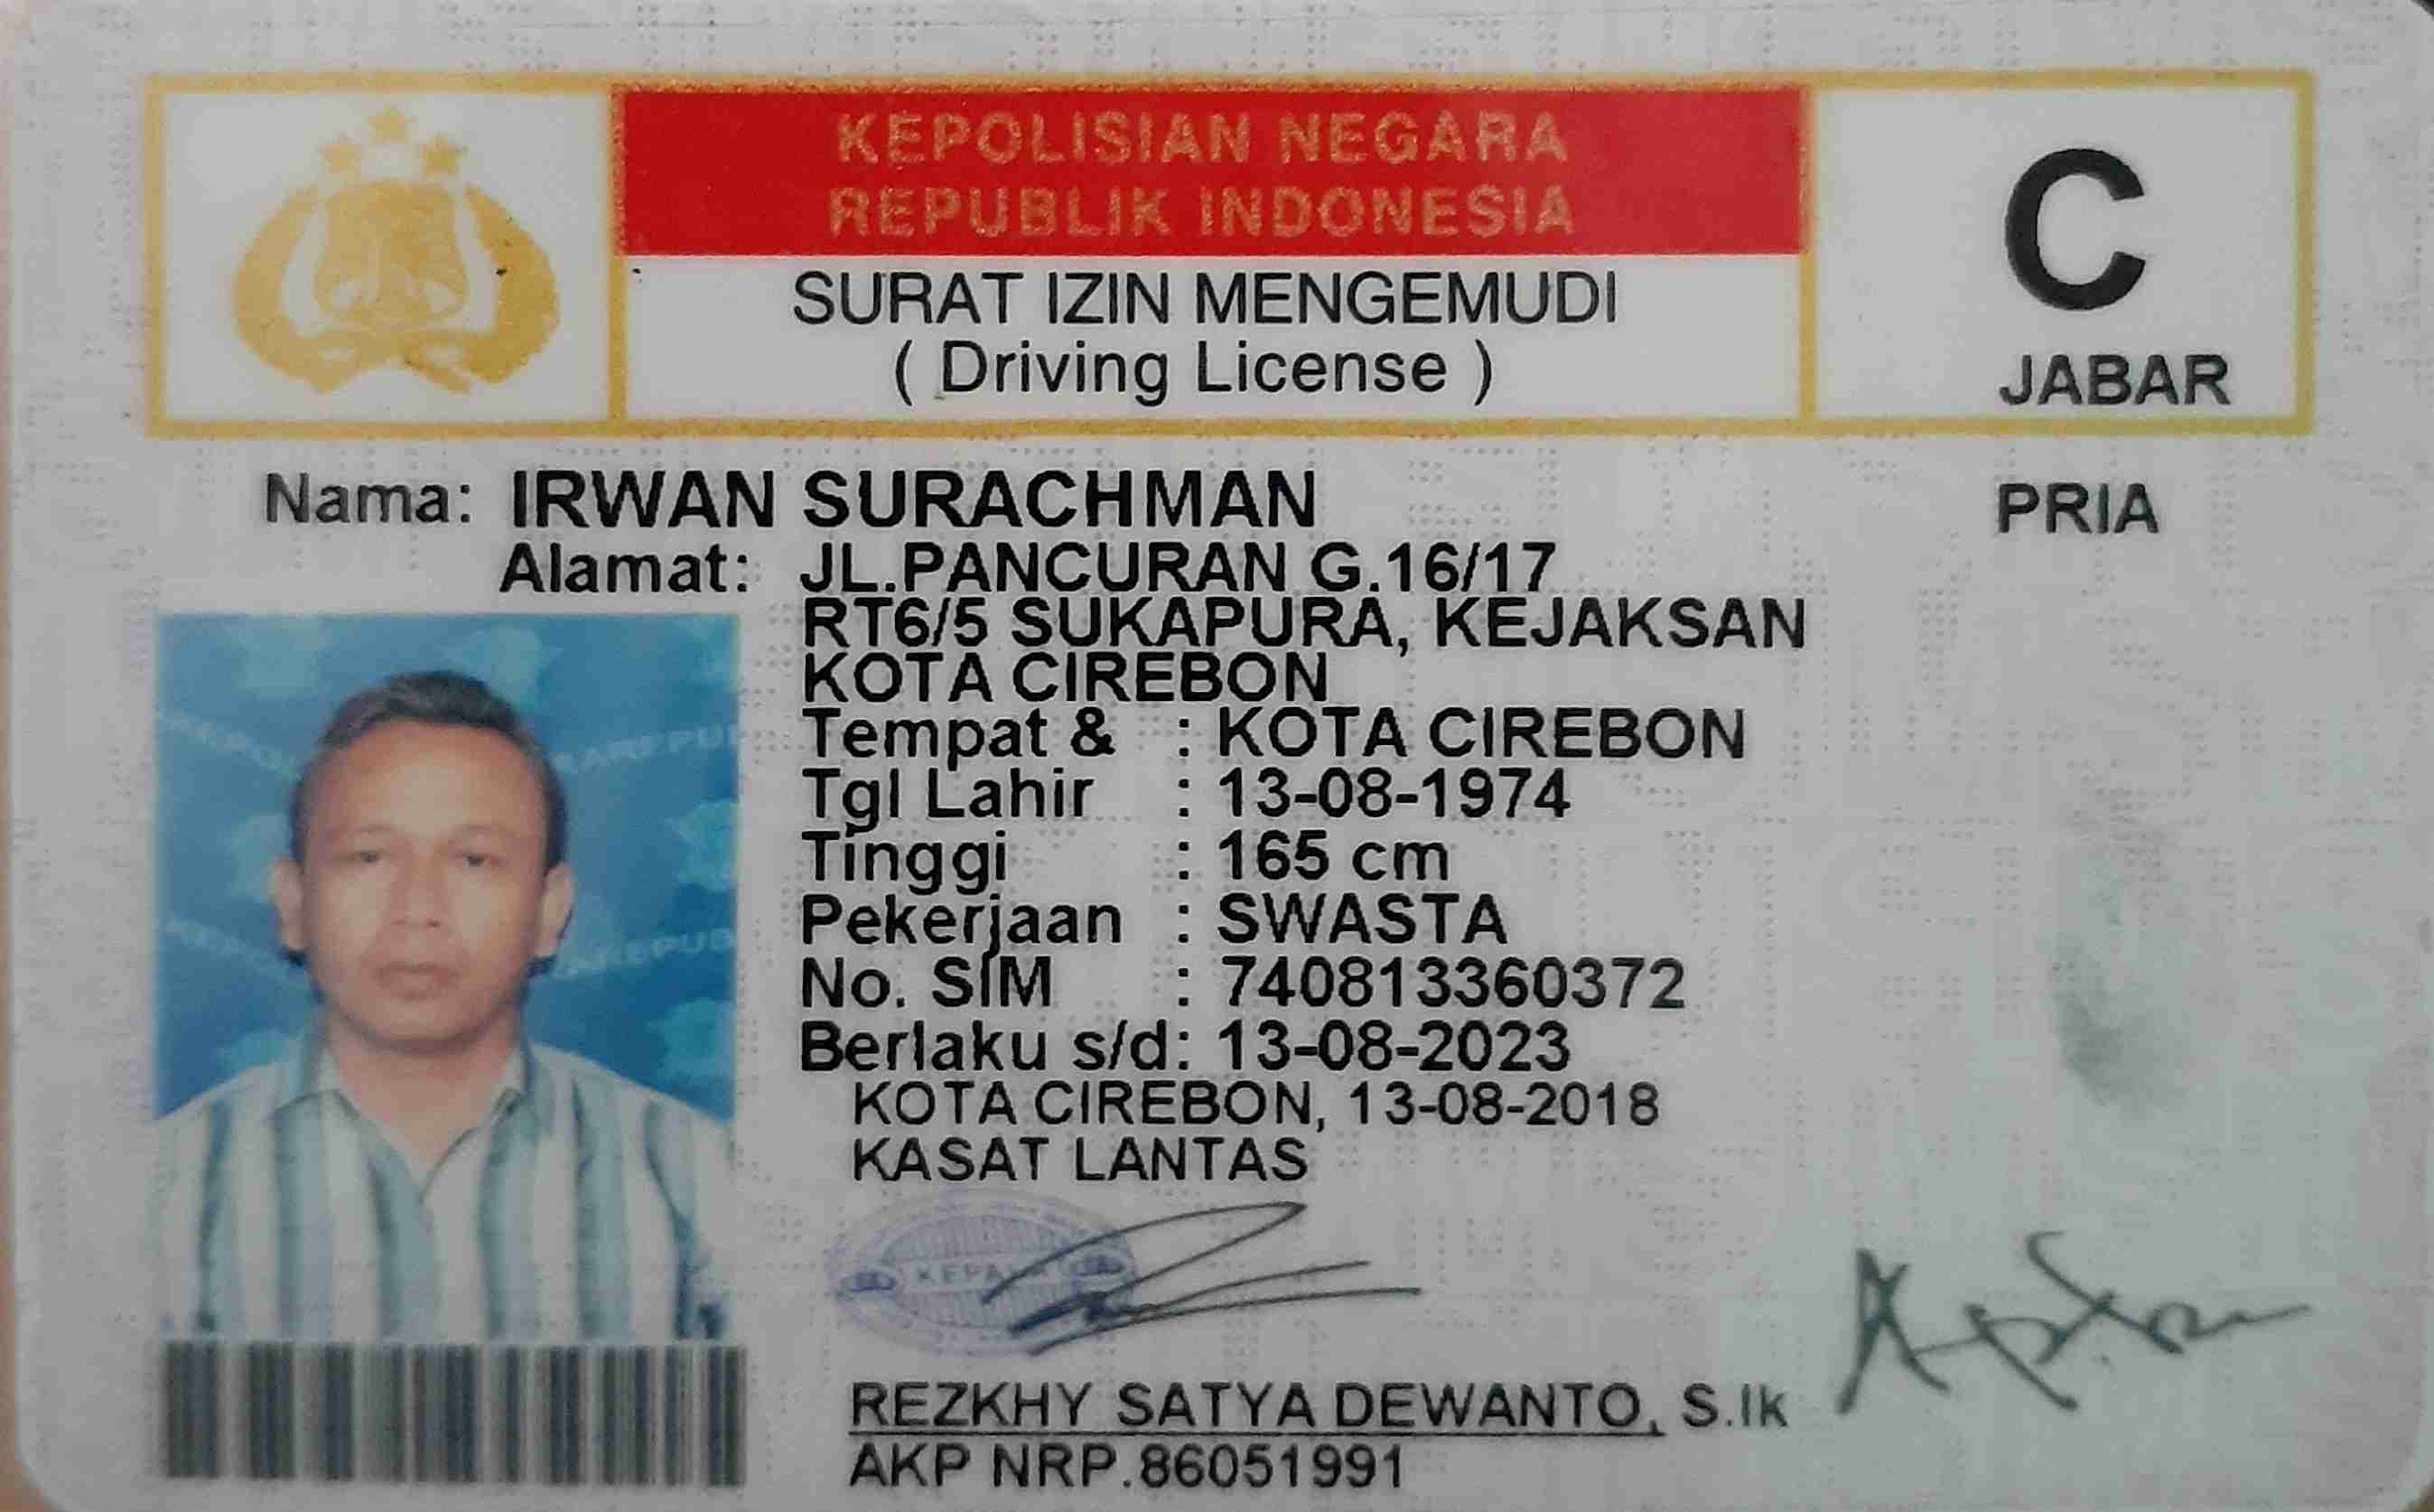 KEPOLISIAN NEGARA
REPUBLIK INDONESIA
SURAT IZIN MENGEMUDI
( Driving License )
C
JABAR
Nama: IRWAN SURACHMAN
PRIA
Alamat: JL.PANCURAN G.16/17
RT6/5 SUKAPURA, KEJAKSAN
KOTA CIREBON
Tempat & : KOTA CIREBON
Tgl Lahir : 13-08-1974
Tinggi : 165 cm
Pekerjaan : SWASTA
No. SIM : 740813360372
Berlaku s/d: 13-08-2023
KOTA CIREBON, 13-08-2018
KASAT LANTAS
REZKHY SATYA DEWANTO, S.Ik
AKP NRP.86051991